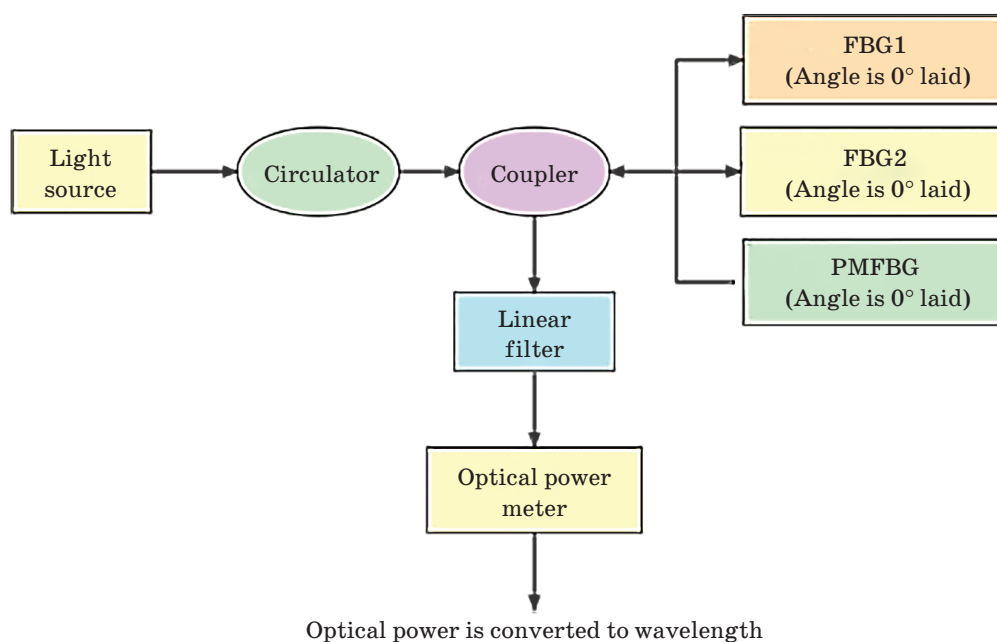 FBG1
(Angle is 0° laid)
Light
source
Circulator
Coupler
FBG2
(Angle is 0° laid)
PMFBG
(Angle is 0° laid)
Linear
filter
Optical power
meter
Optical power is converted to wavelength